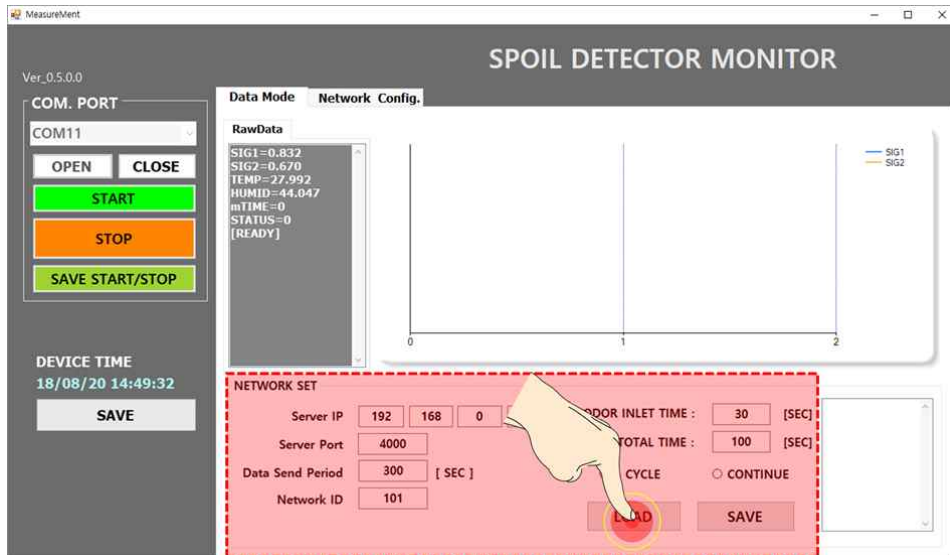 MeasureMent
SPOIL DETECTOR MONITOR
Ver_0.5.0.0
COM. PORT
COM11
OPEN CLOSE
START
STOP
SAVE START/STOP
DEVICE TIME
18/08/20 14:49:32
SAVE
Data Mode Network Config.
RawData
SIG1=0.832
SIG2=0.670
TEMP=27.992
HUMID=44.047
mTIME=0
STATUS=0
[READY]
SIG1
SIG2
0 1 2
NETWORK SET
Server IP 192 168 0
Server Port 4000
Data Send Period 300 [ SEC ]
Network ID 101
ODOR INLET TIME : 30 [SEC]
TOTAL TIME : 100 [SEC]
CYCLE CONTINUE
LOAD SAVE